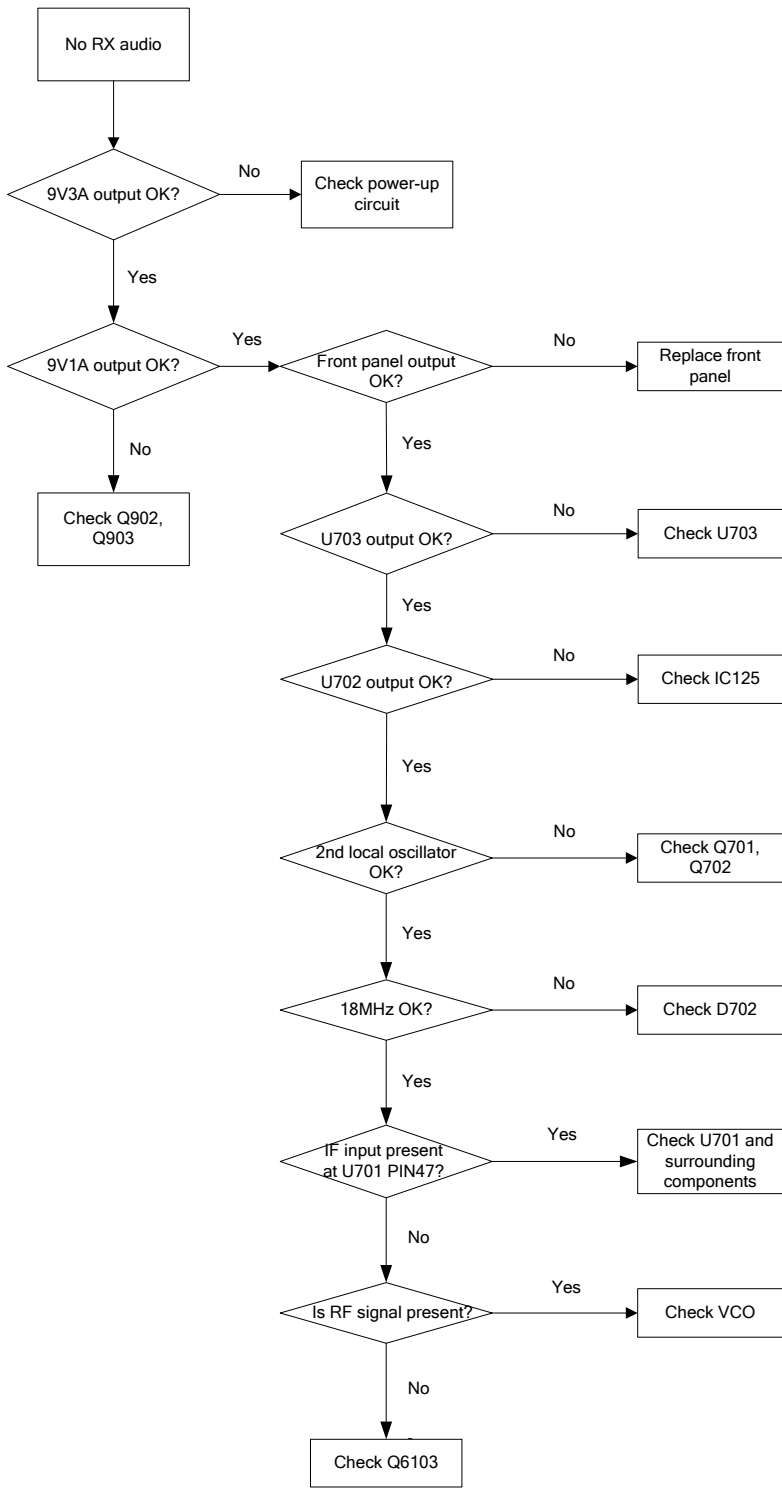 No RX audio
9V3A output OK?
No
Check power-up
circuit
Yes
9V1A output OK?
Yes
Front panel output
OK?
No
Replace front
panel
No
Check Q902,
Q903
Yes
U703 output OK?
No
Check U703
Yes
U702 output OK?
No
Check IC125
Yes
2nd local oscillator
OK?
No
Check Q701,
Q702
Yes
18MHz OK?
No
Check D702
Yes
IF input present
at U701 PIN47?
Yes
Check U701 and
surrounding
components
No
Is RF signal present?
Yes
Check VCO
No
Check Q6103